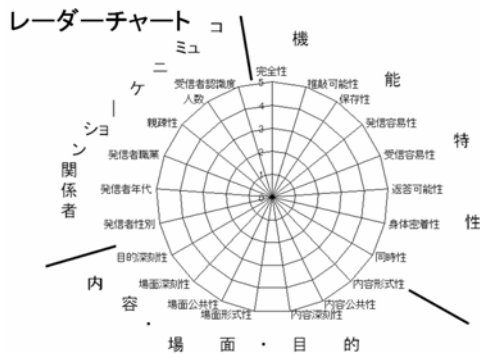 レーダーチャート
コミュニケーション関係者
機能特性
内容・場面・目的
完全性
推敲可能性
保存性
発信容易性
受信容易性
返答可能性
身体密着性
同時性
内容形式性
内容公共性
内容深刻性
場面形式性
場面公共性
場面深刻性
目的深刻性
発信者性別
発信者年代
発信者職業
親疎性
人数
受信者認識度
5
4
3
2
1
0